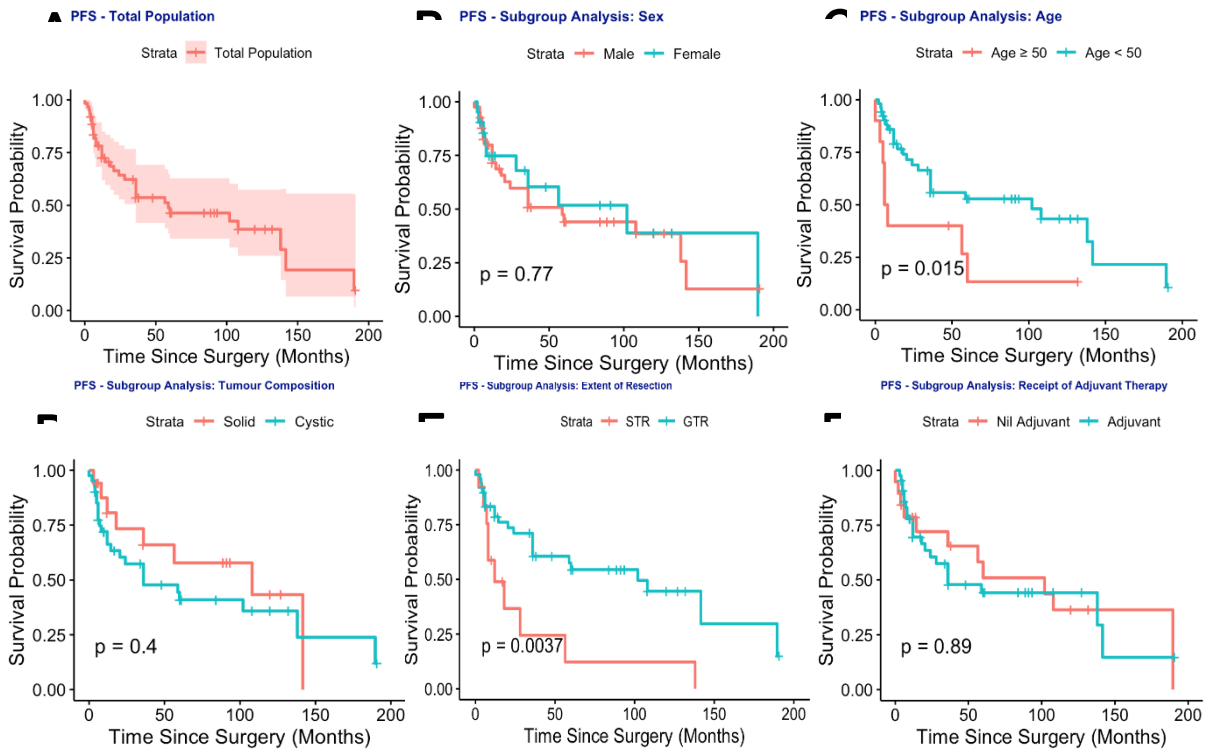 PFS - Total Population
Strata Total Population
Survival Probability
1.00
0.75
0.50
0.25
0.00
0 50 100 150 200
Time Since Surgery (Months)
PFS - Subgroup Analysis: Sex
Strata Male Female
Survival Probability
1.00
0.75
0.50
0.25
0.00
p = 0.77
0 50 100 150 200
Time Since Surgery (Months)
PFS - Subgroup Analysis: Age
Strata Age ≥ 50 Age < 50
Survival Probability
1.00
0.75
0.50
0.25
0.00
p = 0.015
0 50 100 150 200
Time Since Surgery (Months)
PFS - Subgroup Analysis: Tumour Composition
Strata Solid Cystic
Survival Probability
1.00
0.75
0.50
0.25
0.00
p = 0.4
0 50 100 150 200
Time Since Surgery (Months)
PFS - Subgroup Analysis: Extent of Resection
Strata STR GTR
Survival Probability
1.00
0.75
0.50
0.25
0.00
p = 0.0037
0 50 100 150 200
Time Since Surgery (Months)
PFS - Subgroup Analysis: Receipt of Adjuvant Therapy
Strata Nil Adjuvant Adjuvant
Survival Probability
1.00
0.75
0.50
0.25
0.00
p = 0.89
0 50 100 150 200
Time Since Surgery (Months)